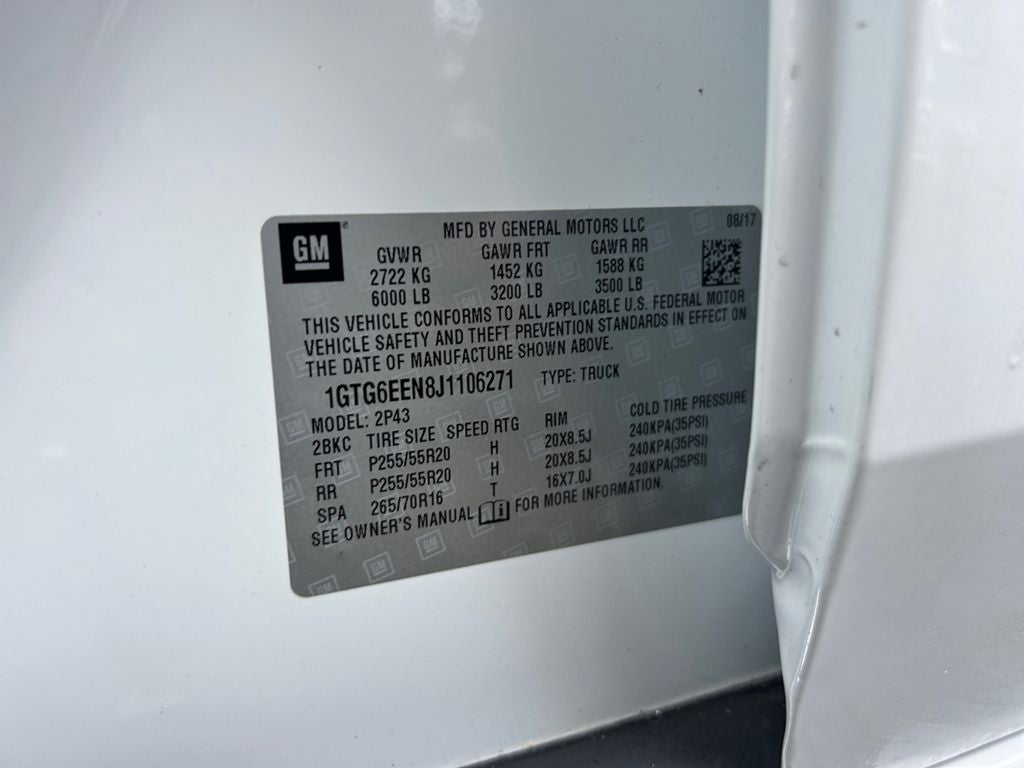 GM
MFD BY GENERAL MOTORS LLC 08/17
GVWR GAWR FRT GAWR RR
2722 KG 1452 KG 1588 KG
6000 LB 3200 LB 3500 LB
THIS VEHICLE CONFORMS TO ALL APPLICABLE U.S. FEDERAL MOTOR
VEHICLE SAFETY AND THEFT PREVENTION STANDARDS IN EFFECT ON
THE DATE OF MANUFACTURE SHOWN ABOVE.
1GTG6EEN8J1106271 TYPE: TRUCK
MODEL: 2P43
2BKC TIRE SIZE SPEED RTG RIM COLD TIRE PRESSURE
FRT P255/55R20 H 20X8.5J 240KPA(35PSI)
RR P255/55R20 H 20X8.5J 240KPA(35PSI)
SPA 265/70R16 T 16X7.0J 240KPA(35PSI)
SEE OWNER'S MANUAL FOR MORE INFORMATION.